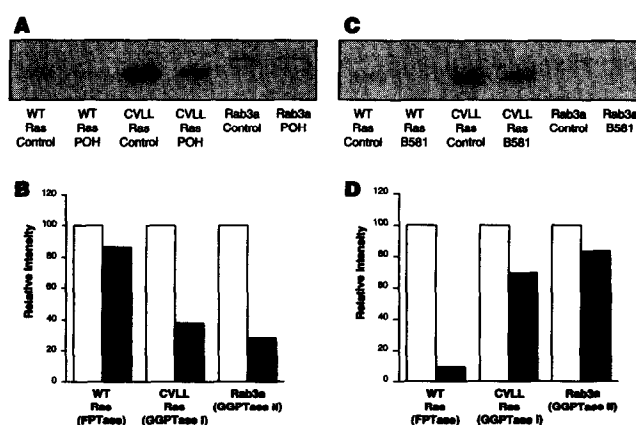 A
WT WT CVLL CVLL Rab3a Rab3a
Ras Ras Ras Ras Control POH
Control POH Control POH
C
WT WT CVLL CVLL Rab3a Rab3a
Ras Ras Ras Ras Control B581
Control B581 Control B581
B
Relative Intensity
120
100
80
60
40
20
0
WT CVLL Rab3a
Ras Ras (GGPTase II)
(FPTase) (GGPTase I)
D
Relative Intensity
120
100
80
60
40
20
0
WT CVLL Rab3a
Ras Ras (GGPTase II)
(FPTase) (GGPTase I)